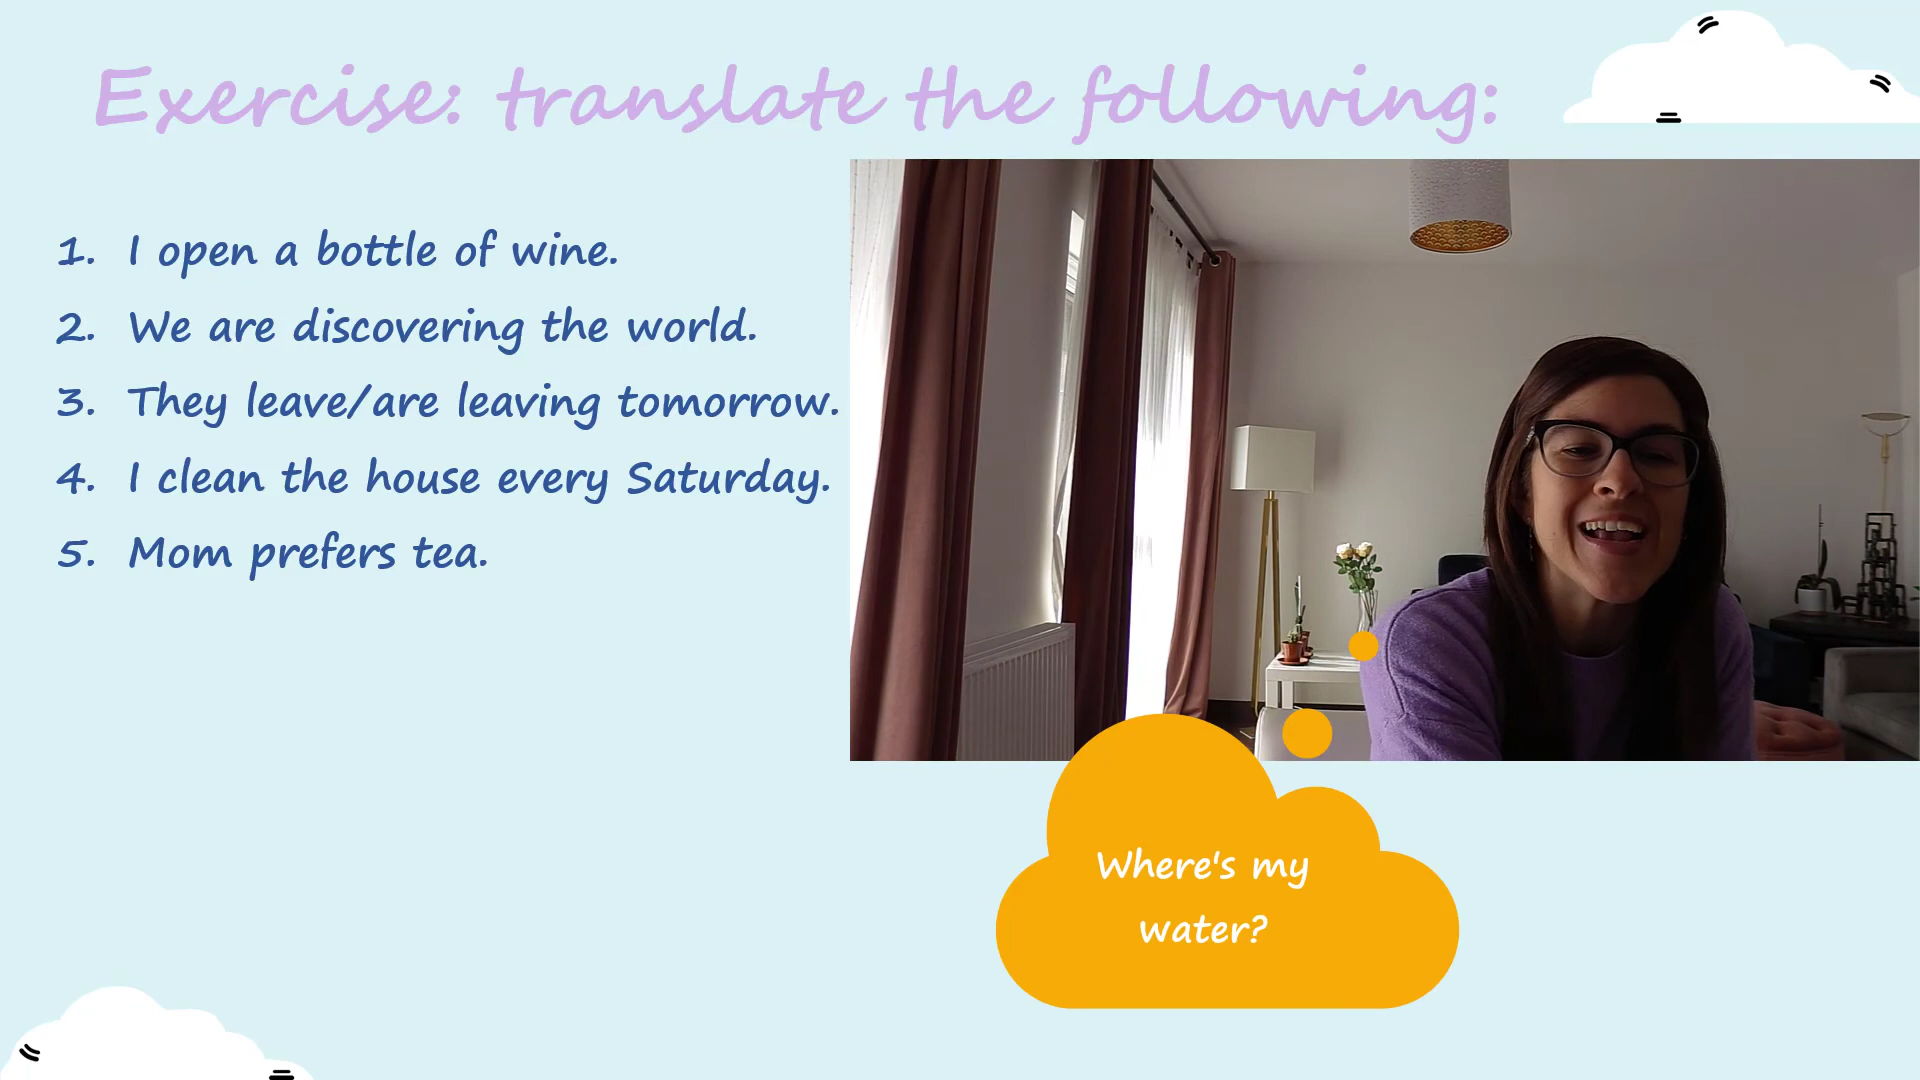 Exercise: translate the following:
1. I open a bottle of wine.
2. We are discovering the world.
3. They leave/are leaving tomorrow.
4. I clean the house every Saturday.
5. Mom prefers tea.
Where's my
water?